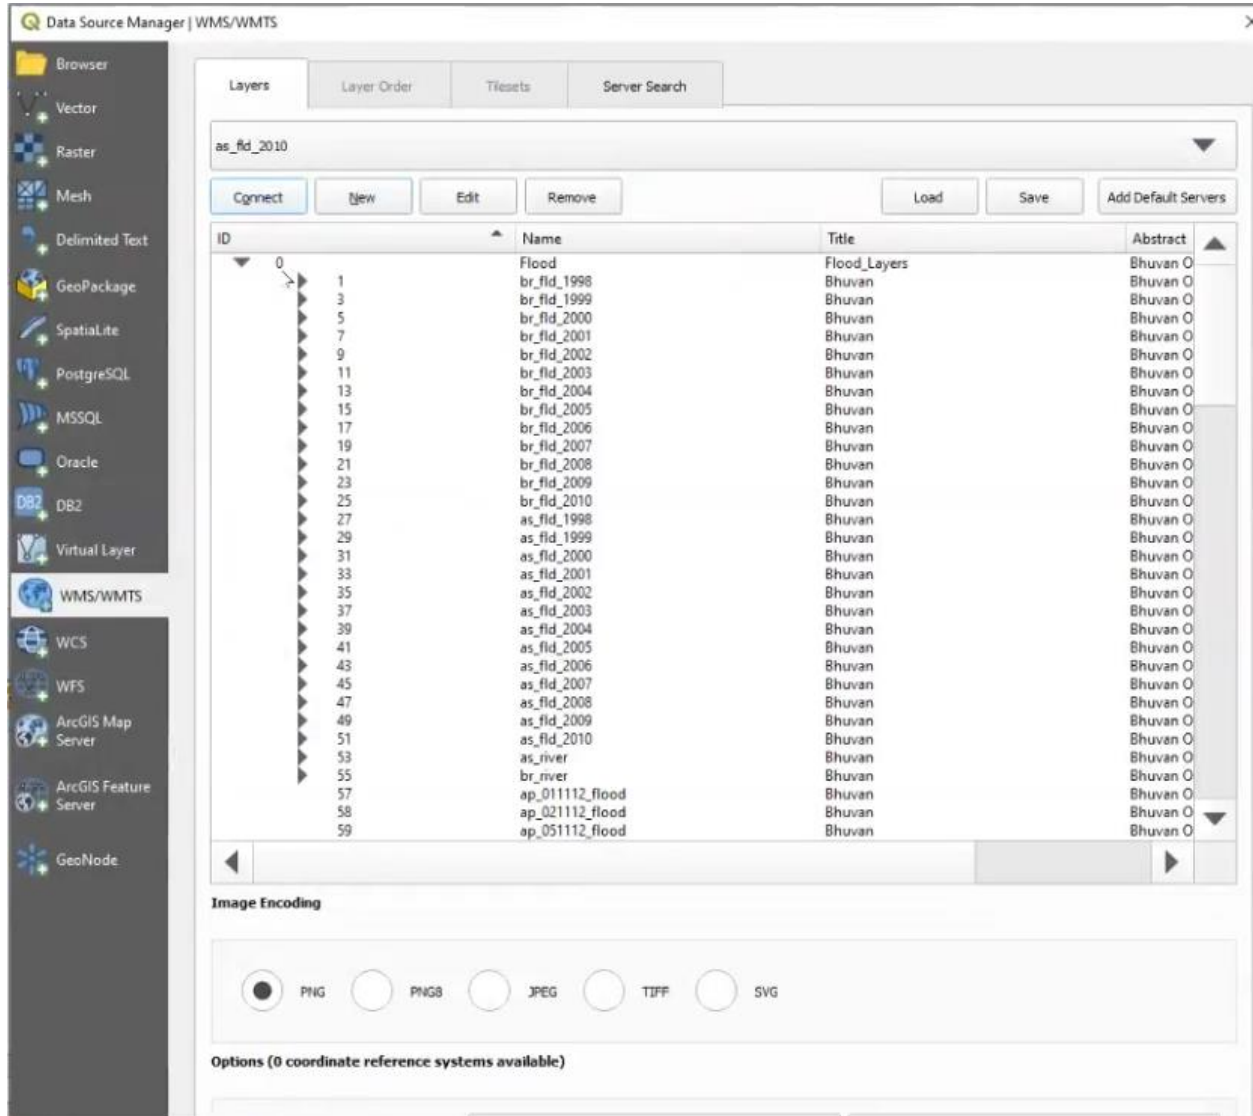 Data Source Manager | WMS/WMTS
Browser
Vector
Raster
Mesh
Delimited Text
GeoPackage
SpatiaLite
PostgreSQL
MSSQL
Oracle
DB2 DB2
Virtual Layer
WMS/WMTS
WCS
WFS
ArcGIS Map
Server
ArcGIS Feature
Server
GeoNode
Layers Layer Order Tilesets Server Search
as_fld_2010
Connect New Edit Remove Load Save Add Default Servers
ID Name Title Abstract
0 Flood Flood_Layers Bhuvan O
1 br_fld_1998 Bhuvan Bhuvan O
3 br_fld_1999 Bhuvan Bhuvan O
5 br_fld_2000 Bhuvan Bhuvan O
7 br_fld_2001 Bhuvan Bhuvan O
9 br_fld_2002 Bhuvan Bhuvan O
11 br_fld_2003 Bhuvan Bhuvan O
13 br_fld_2004 Bhuvan Bhuvan O
15 br_fld_2005 Bhuvan Bhuvan O
17 br_fld_2006 Bhuvan Bhuvan O
19 br_fld_2007 Bhuvan Bhuvan O
21 br_fld_2008 Bhuvan Bhuvan O
23 br_fld_2009 Bhuvan Bhuvan O
25 br_fld_2010 Bhuvan Bhuvan O
27 as_fld_1998 Bhuvan Bhuvan O
29 as_fld_1999 Bhuvan Bhuvan O
31 as_fld_2000 Bhuvan Bhuvan O
33 as_fld_2001 Bhuvan Bhuvan O
35 as_fld_2002 Bhuvan Bhuvan O
37 as_fld_2003 Bhuvan Bhuvan O
39 as_fld_2004 Bhuvan Bhuvan O
41 as_fld_2005 Bhuvan Bhuvan O
43 as_fld_2006 Bhuvan Bhuvan O
45 as_fld_2007 Bhuvan Bhuvan O
47 as_fld_2008 Bhuvan Bhuvan O
49 as_fld_2009 Bhuvan Bhuvan O
51 as_fld_2010 Bhuvan Bhuvan O
53 as_river Bhuvan Bhuvan O
55 br_river Bhuvan Bhuvan O
57 ap_011112_flood Bhuvan Bhuvan O
58 ap_021112_flood Bhuvan Bhuvan O
59 ap_051112_flood Bhuvan Bhuvan O
Image Encoding
PNG PNG8 JPEG TIFF SVG
Options (0 coordinate reference systems available)